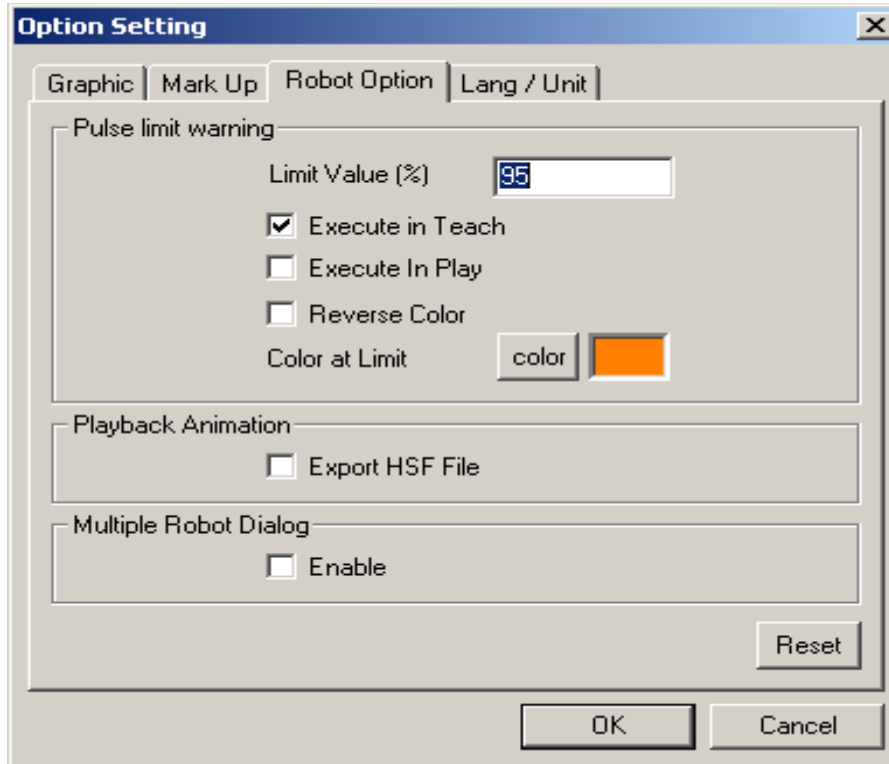 Option Setting
Graphic Mark Up Robot Option Lang / Unit
Pulse limit warning
Limit Value (%) 95
Execute in Teach
Execute In Play
Reverse Color
Color at Limit color
Playback Animation
Export HSF File
Multiple Robot Dialog
Enable
Reset
OK Cancel